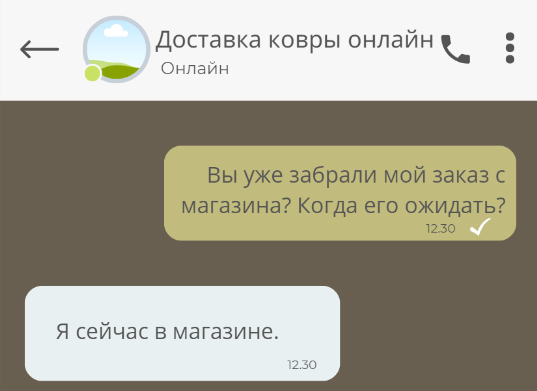 Доставка ковры онлайн
Онлайн
Вы уже забрали мой заказ с
магазина? Когда его ожидать?
12.30
Я сейчас в магазине.
12.30